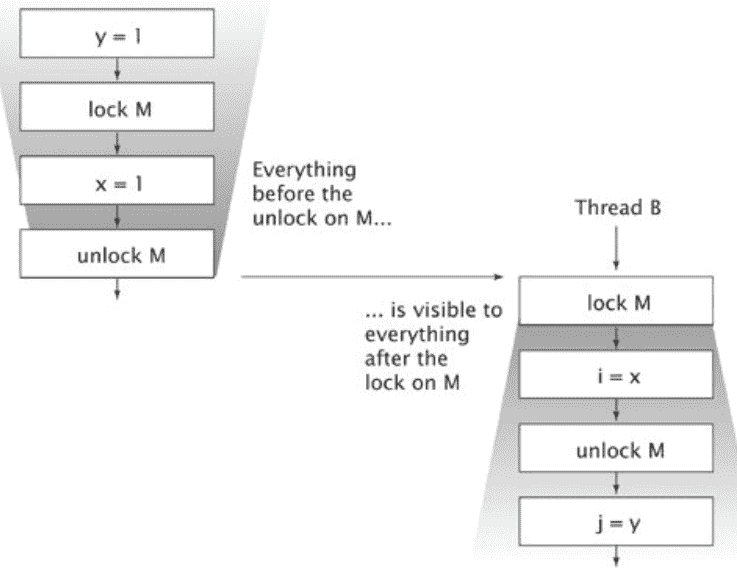 y = 1
lock M
x = 1
unlock M
Everything
before the
unlock on M...
Thread B
... is visible to
everything
after the
lock on M
lock M
i = x
unlock M
j = y